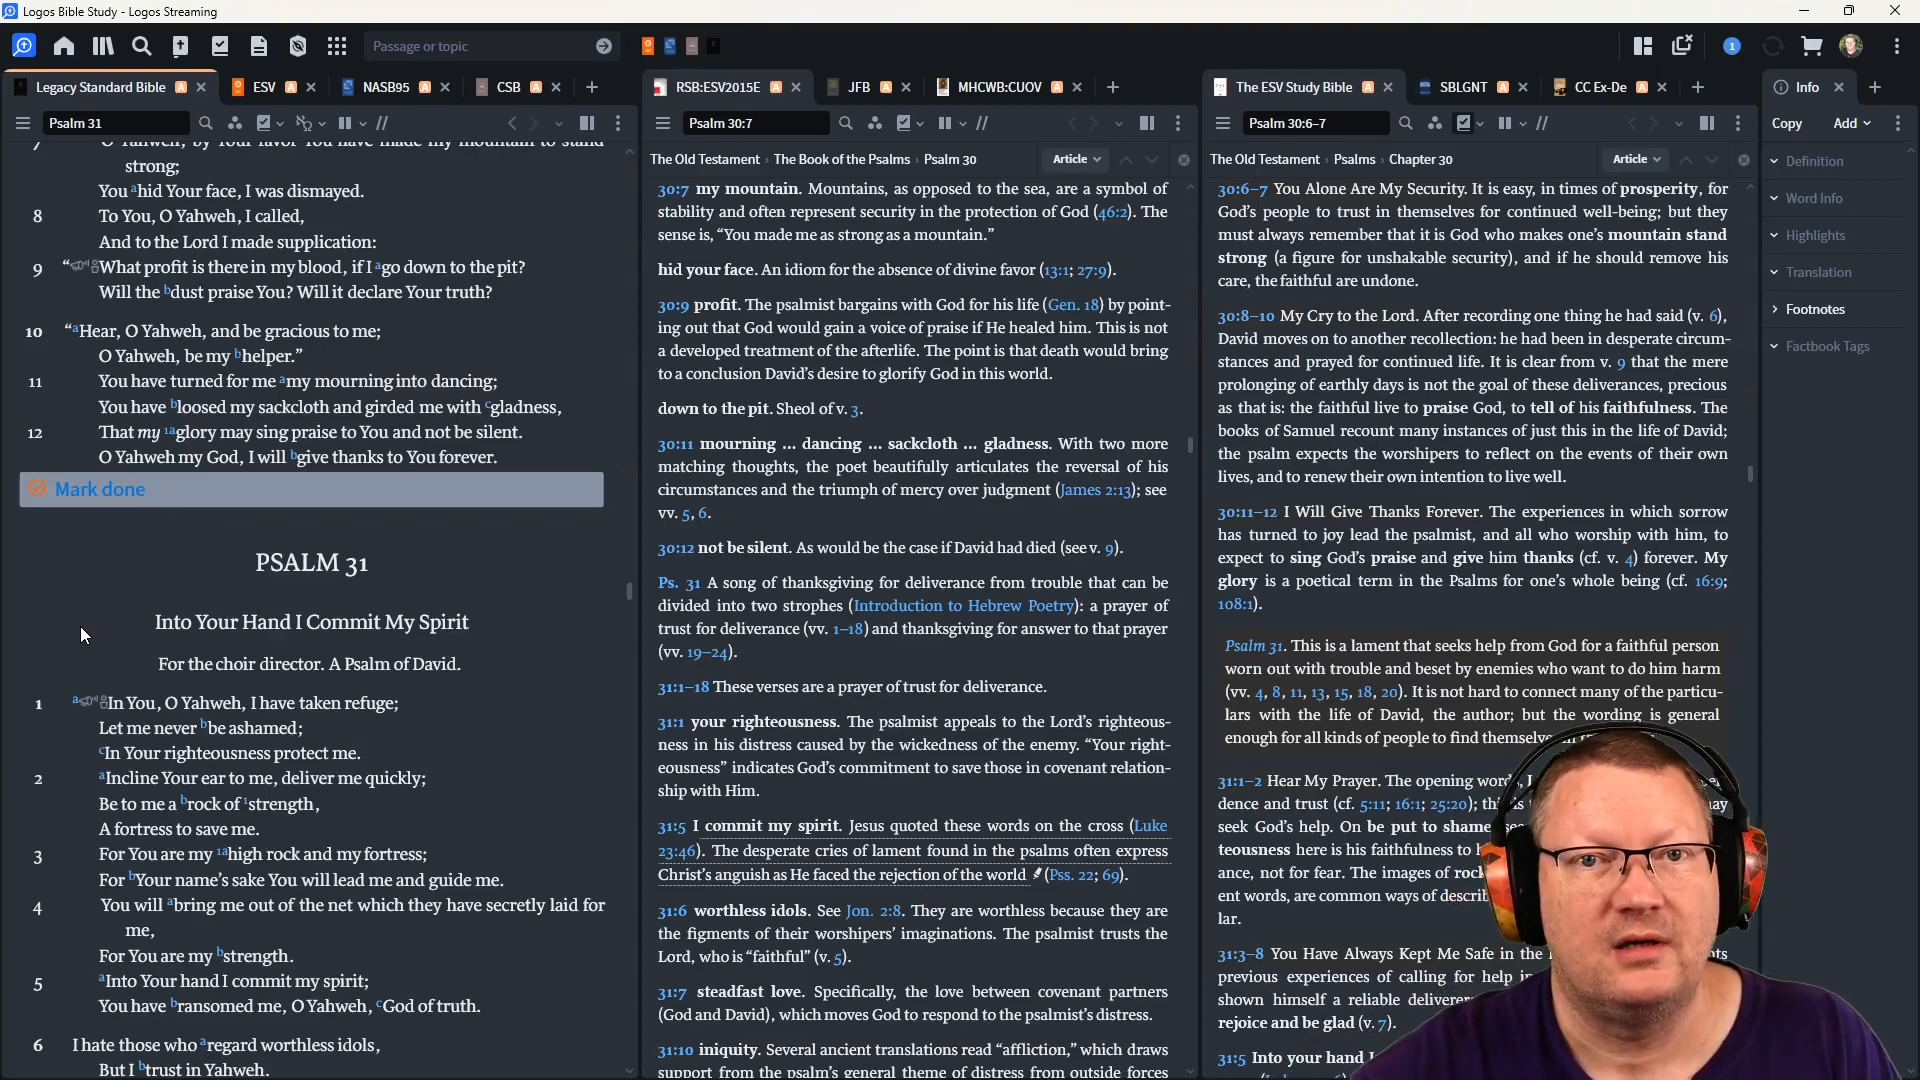 Logos Bible Study - Logos Streaming
Passage or topic
1
Legacy Standard Bible A
ESV A
NASB95 A
CSB A
RSB:ESV2015E A
JFB A
MHCWB:CUOV A
The ESV Study Bible A
SBLGNT A
CC Ex-De A
Info
Psalm 31
Psalm 30:7
Psalm 30:6–7
Copy
Add
7 O Yahweh, by Your favor You have made my mountain to stand
strong;
You ahid Your face, I was dismayed.
8 To You, O Yahweh, I called,
And to the Lord I made supplication:
9 “What profit is there in my blood, if I ago down to the pit?
Will the bdust praise You? Will it declare Your truth?
10 “aHear, O Yahweh, and be gracious to me;
O Yahweh, be my bhelper.”
11 You have turned for me amy mourning into dancing;
You have bloosed my sackcloth and girded me with cgladness,
12 That my 1aglory may sing praise to You and not be silent.
O Yahweh my God, I will bgive thanks to You forever.
Mark done
PSALM 31
Into Your Hand I Commit My Spirit
For the choir director. A Psalm of David.
1 aIn You, O Yahweh, I have taken refuge;
Let me never bbe ashamed;
cIn Your righteousness protect me.
2 aIncline Your ear to me, deliver me quickly;
Be to me a brock of 1strength,
A fortress to save me.
3 For You are my 1ahigh rock and my fortress;
For bYour name’s sake You will lead me and guide me.
4 You will abring me out of the net which they have secretly laid for
me,
For You are my bstrength.
5 aInto Your hand I commit my spirit;
You have bransomed me, O Yahweh, cGod of truth.
6 I hate those who aregard worthless idols,
But I btrust in Yahweh.
The Old Testament › The Book of the Psalms › Psalm 30
Article
30:7 my mountain. Mountains, as opposed to the sea, are a symbol of
stability and often represent security in the protection of God (46:2). The
sense is, “You made me as strong as a mountain.”
hid your face. An idiom for the absence of divine favor (13:1; 27:9).
30:9 profit. The psalmist bargains with God for his life (Gen. 18) by point-
ing out that God would gain a voice of praise if He healed him. This is not
a developed treatment of the afterlife. The point is that death would bring
to a conclusion David’s desire to glorify God in this world.
down to the pit. Sheol of v. 3.
30:11 mourning ... dancing ... sackcloth ... gladness. With two more
matching thoughts, the poet beautifully articulates the reversal of his
circumstances and the triumph of mercy over judgment (James 2:13); see
vv. 5, 6.
30:12 not be silent. As would be the case if David had died (see v. 9).
Ps. 31 A song of thanksgiving for deliverance from trouble that can be
divided into two strophes (Introduction to Hebrew Poetry): a prayer of
trust for deliverance (vv. 1–18) and thanksgiving for answer to that prayer
(vv. 19–24).
31:1–18 These verses are a prayer of trust for deliverance.
31:1 your righteousness. The psalmist appeals to the Lord’s righteous-
ness in his distress caused by the wickedness of the enemy. “Your right-
eousness” indicates God’s commitment to save those in covenant relation-
ship with Him.
31:5 I commit my spirit. Jesus quoted these words on the cross (Luke
23:46). The desperate cries of lament found in the psalms often express
Christ’s anguish as He faced the rejection of the world (Pss. 22; 69).
31:6 worthless idols. See Jon. 2:8. They are worthless because they are
the figments of their worshipers’ imaginations. The psalmist trusts the
Lord, who is “faithful” (v. 5).
31:7 steadfast love. Specifically, the love between covenant partners
(God and David), which moves God to respond to the psalmist’s distress.
31:10 iniquity. Several ancient translations read “affliction,” which draws
support from the psalm’s general theme of distress from outside forces
The Old Testament › Psalms › Chapter 30
Article
30:6–7 You Alone Are My Security. It is easy, in times of prosperity, for
God’s people to trust in themselves for continued well-being; but they
must always remember that it is God who makes one’s mountain stand
strong (a figure for unshakable security), and if he should remove his
care, the faithful are undone.
30:8–10 My Cry to the Lord. After recording one thing he had said (v. 6),
David moves on to another recollection: he had been in desperate circum-
stances and prayed for continued life. It is clear from v. 9 that the mere
prolonging of earthly days is not the goal of these deliverances, precious
as that is: the faithful live to praise God, to tell of his faithfulness. The
books of Samuel recount many instances of just this in the life of David;
the psalm expects the worshipers to reflect on the events of their own
lives, and to renew their own intention to live well.
30:11–12 I Will Give Thanks Forever. The experiences in which sorrow
has turned to joy lead the psalmist, and all who worship with him, to
expect to sing God’s praise and give him thanks (cf. v. 4) forever. My
glory is a poetical term in the Psalms for one’s whole being (cf. 16:9;
108:1).
Psalm 31. This is a lament that seeks help from God for a faithful person
worn out with trouble and beset by enemies who want to do him harm
(vv. 4, 8, 11, 13, 15, 18, 20). It is not hard to connect many of the particu-
lars with the life of David, the author; but the wording is general
enough for all kinds of people to find
31:1–2 Hear My Prayer. The opening
dence and trust (cf. 5:11; 16:1; 25:20);
seek God’s help. On be put to shame
teousness here is his faithfulness to
ance, not for fear. The images of
ent words, are common ways of
lar.
31:3–8 You Have Always Kept Me Safe in the
previous experiences of calling for help
shown himself a reliable
rejoice and be glad (v. 7).
31:5 Into your hand
Definition
Word Info
Highlights
Translation
Footnotes
Factbook Tags